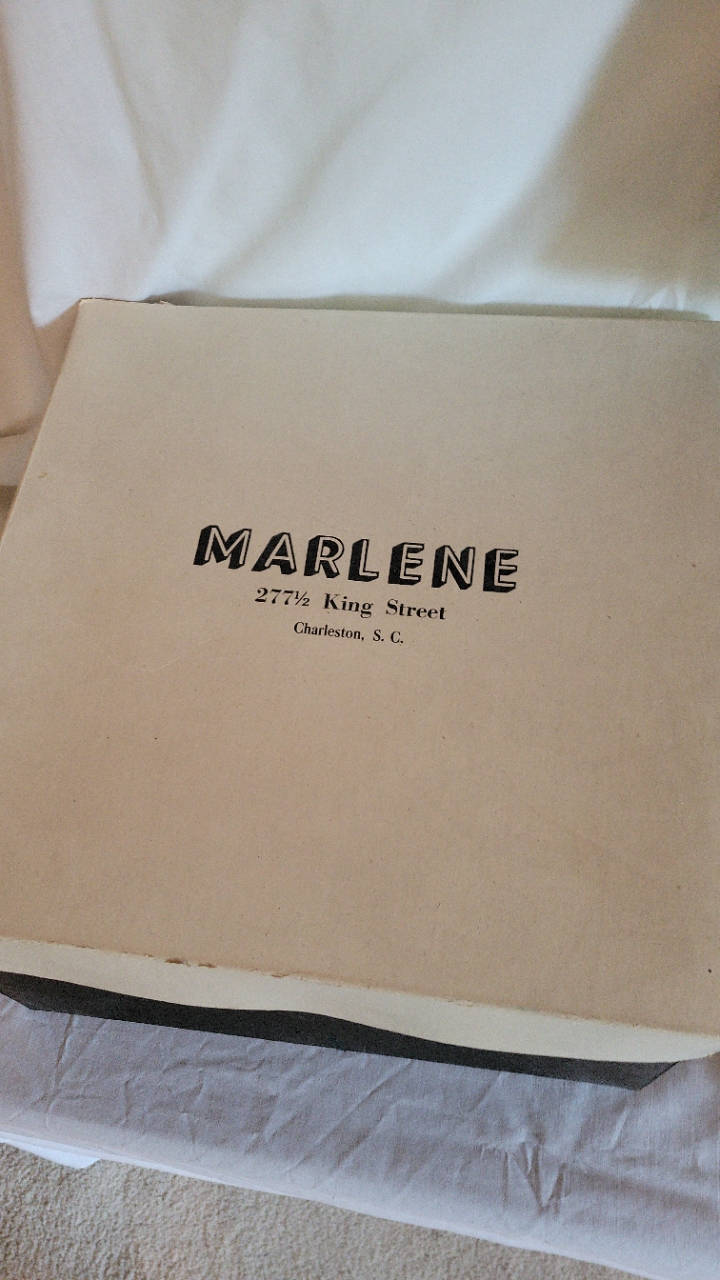 MARLENE
277½ King Street
Charleston, S. C.